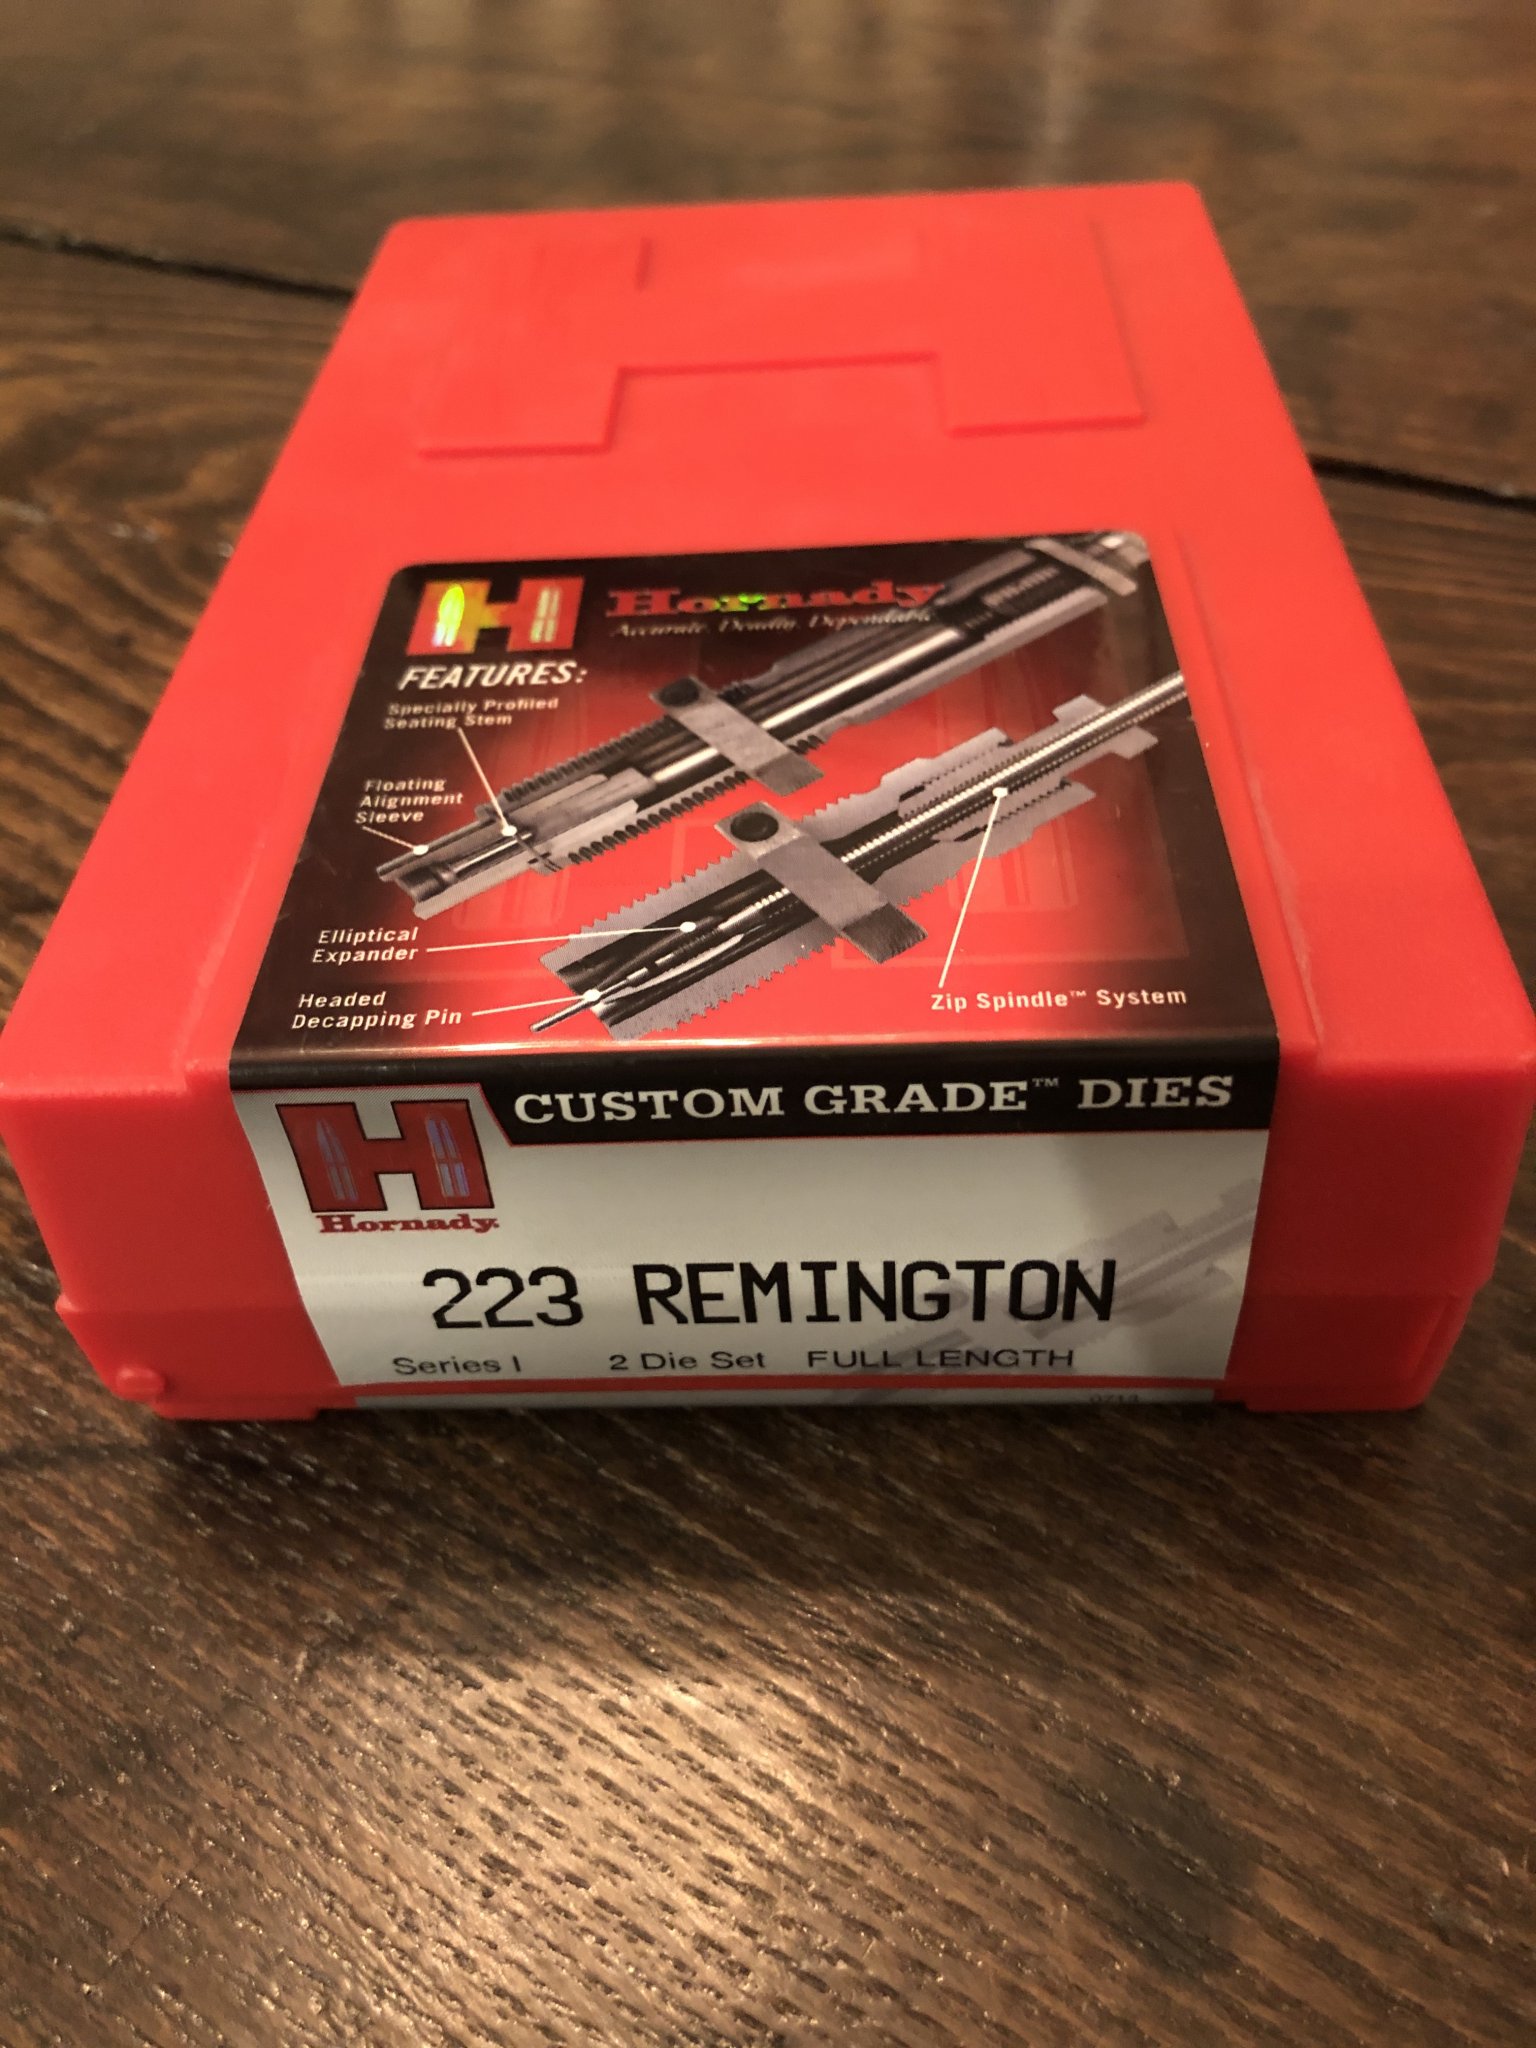 Hornady
Accurate. Deadly. Dependable.
FEATURES:
Specially Profiled
Seating Stem
Floating
Alignment
Sleeve
Elliptical
Expander
Headed
Decapping Pin
Zip Spindle™ System
CUSTOM GRADE™ DIES
Hornady
223 REMINGTON
Series I 2 Die Set FULL LENGTH